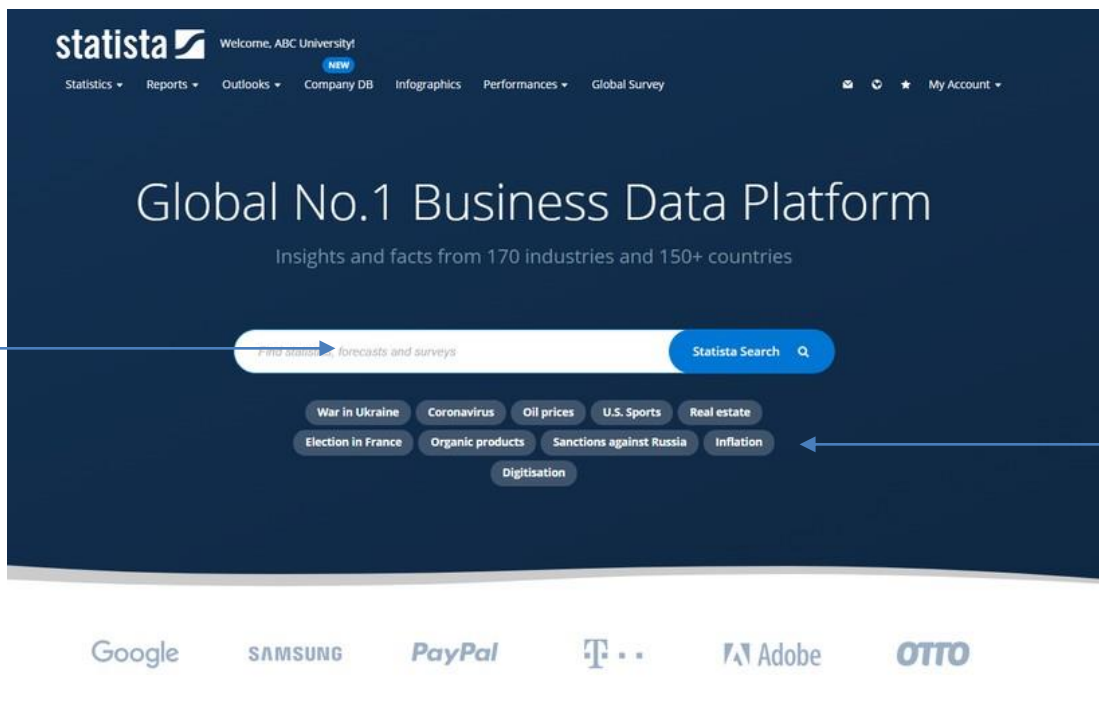 statista Welcome, ABC University!
NEW
Statistics Reports Outlooks Company DB Infographics Performances Global Survey My Account
Global No.1 Business Data Platform
Insights and facts from 170 industries and 150+ countries
Find statistics, forecasts and surveys Statista Search
War in Ukraine Coronavirus Oil prices U.S. Sports Real estate
Election in France Organic products Sanctions against Russia Inflation
Digitisation
Google SAMSUNG PayPal T Adobe OTTO